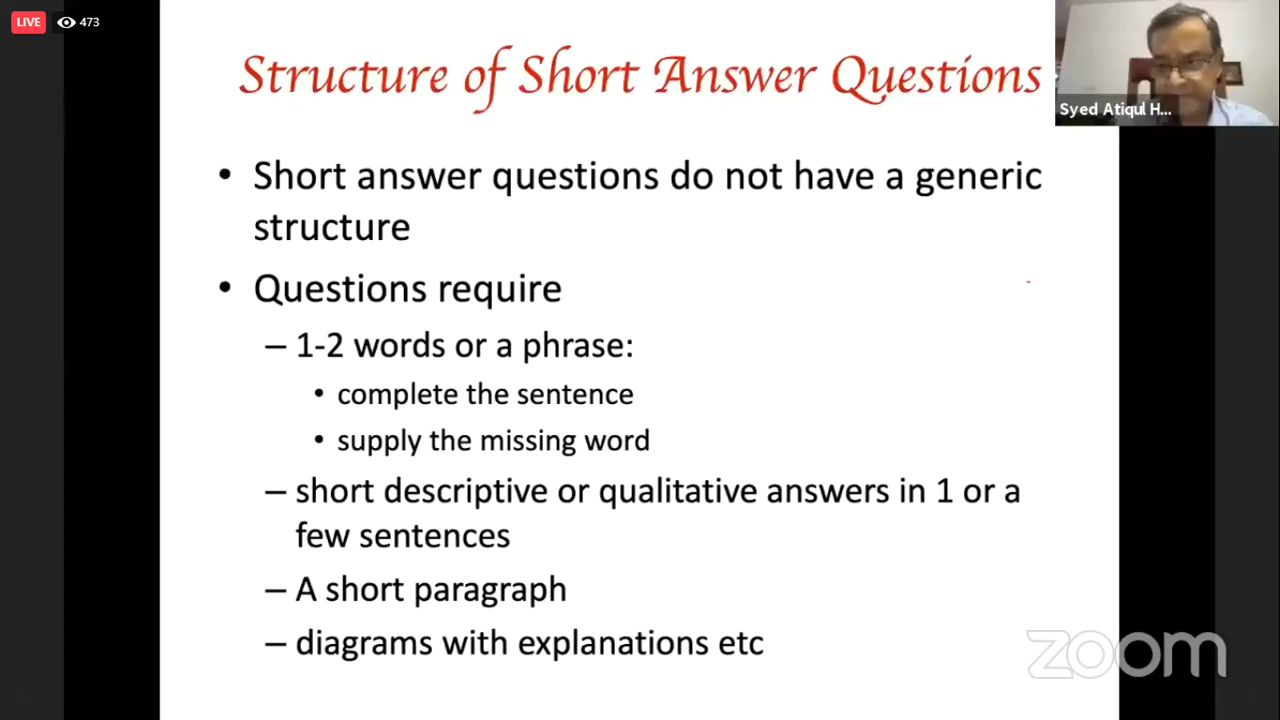 LIVE 473
Structure of Short Answer Questions
Syed Atiqul H...
• Short answer questions do not have a generic
structure
• Questions require
– 1-2 words or a phrase:
• complete the sentence
• supply the missing word
– short descriptive or qualitative answers in 1 or a
few sentences
– A short paragraph
– diagrams with explanations etc
zoom